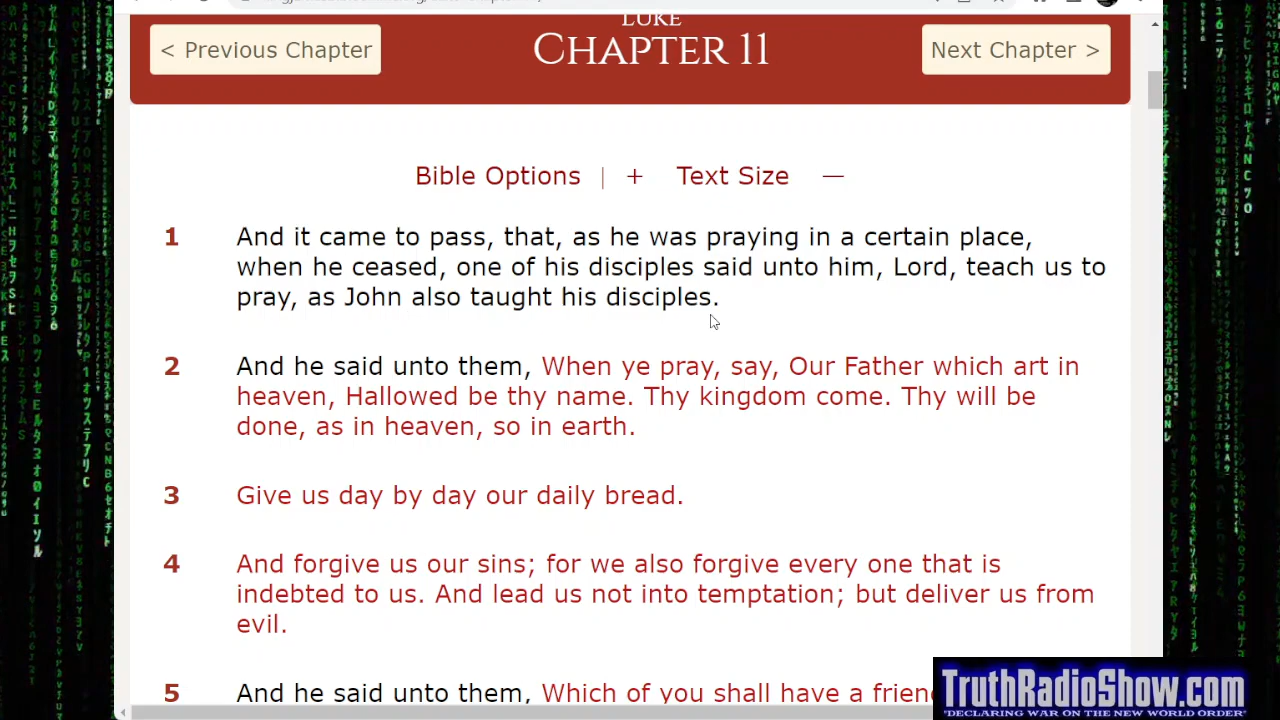 LUKE
< Previous Chapter
CHAPTER 11
Next Chapter >
Bible Options | + Text Size —
1 And it came to pass, that, as he was praying in a certain place,
when he ceased, one of his disciples said unto him, Lord, teach us to
pray, as John also taught his disciples.
2 And he said unto them, When ye pray, say, Our Father which art in
heaven, Hallowed be thy name. Thy kingdom come. Thy will be
done, as in heaven, so in earth.
3 Give us day by day our daily bread.
4 And forgive us our sins; for we also forgive every one that is
indebted to us. And lead us not into temptation; but deliver us from
evil.
5 And he said unto them, Which of you shall have a friend
TruthRadioShow.com
"DECLARING WAR ON THE NEW WORLD ORDER"